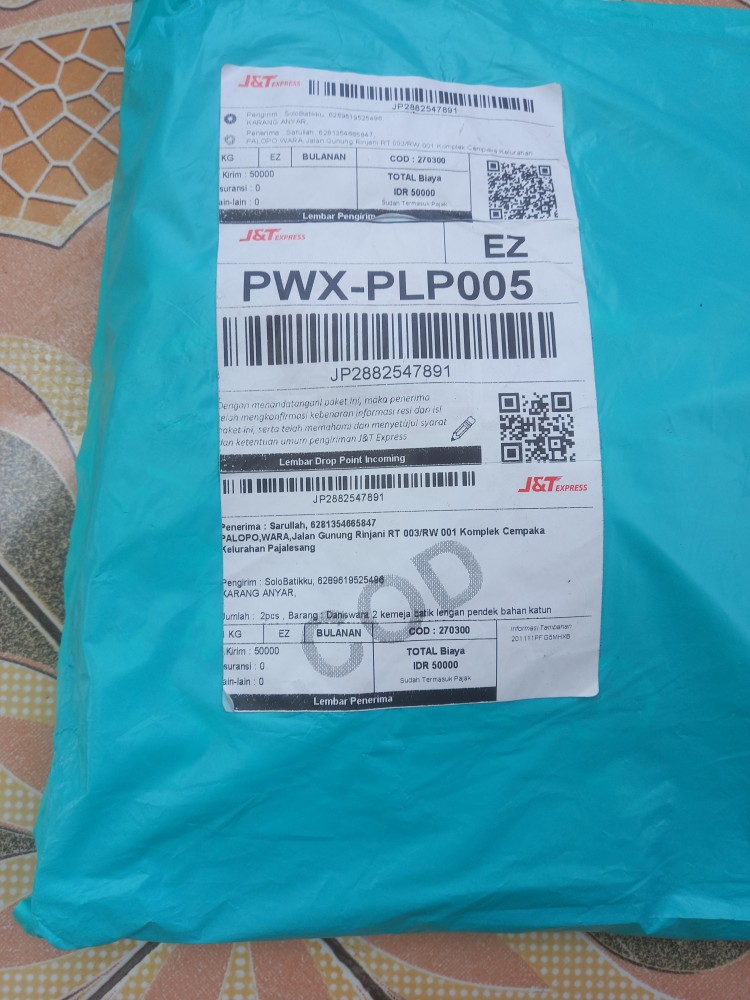 J&T EXPRESS
JP2882547891
Pengirim : SoloBatikku, 6289619525496,
KARANG ANYAR,
Penerima : Sarullah, 6281354665847,
PALOPO,WARA,Jalan Gunung Rinjani RT 003/RW 001 Komplek Cempaka Kelurahan
KG EZ BULANAN COD : 270300
Kirim : 50000 TOTAL Biaya
suransi : 0 IDR 50000
ain-lain : 0 Sudah Termasuk Pajak
Lembar Pengirim
J&T EXPRESS EZ
PWX-PLP005
JP2882547891
Dengan menandatangani paket ini, maka penerima
telah mengkonfirmasi kebenaran informasi resi dan isi
paket ini, serta telah memahami dan menyetujui syarat
dan ketentuan umum pengiriman J&T Express
Lembar Drop Point Incoming
JP2882547891
J&T EXPRESS
Penerima : Sarullah, 6281354665847
PALOPO,WARA,Jalan Gunung Rinjani RT 003/RW 001 Komplek Cempaka
Kelurahan Pajalesang
COD
Pengirim : SoloBatikku, 6289619525496
KARANG ANYAR,
Jumlah : 2pcs , Barang : Daniswara 2 kemeja batik lengan pendek bahan katun
KG EZ BULANAN COD : 270300 Informasi Tambahan
Kirim : 50000 TOTAL Biaya
suransi : 0 IDR 50000
ain-lain : 0 Sudah Termasuk Pajak
Lembar Penerima